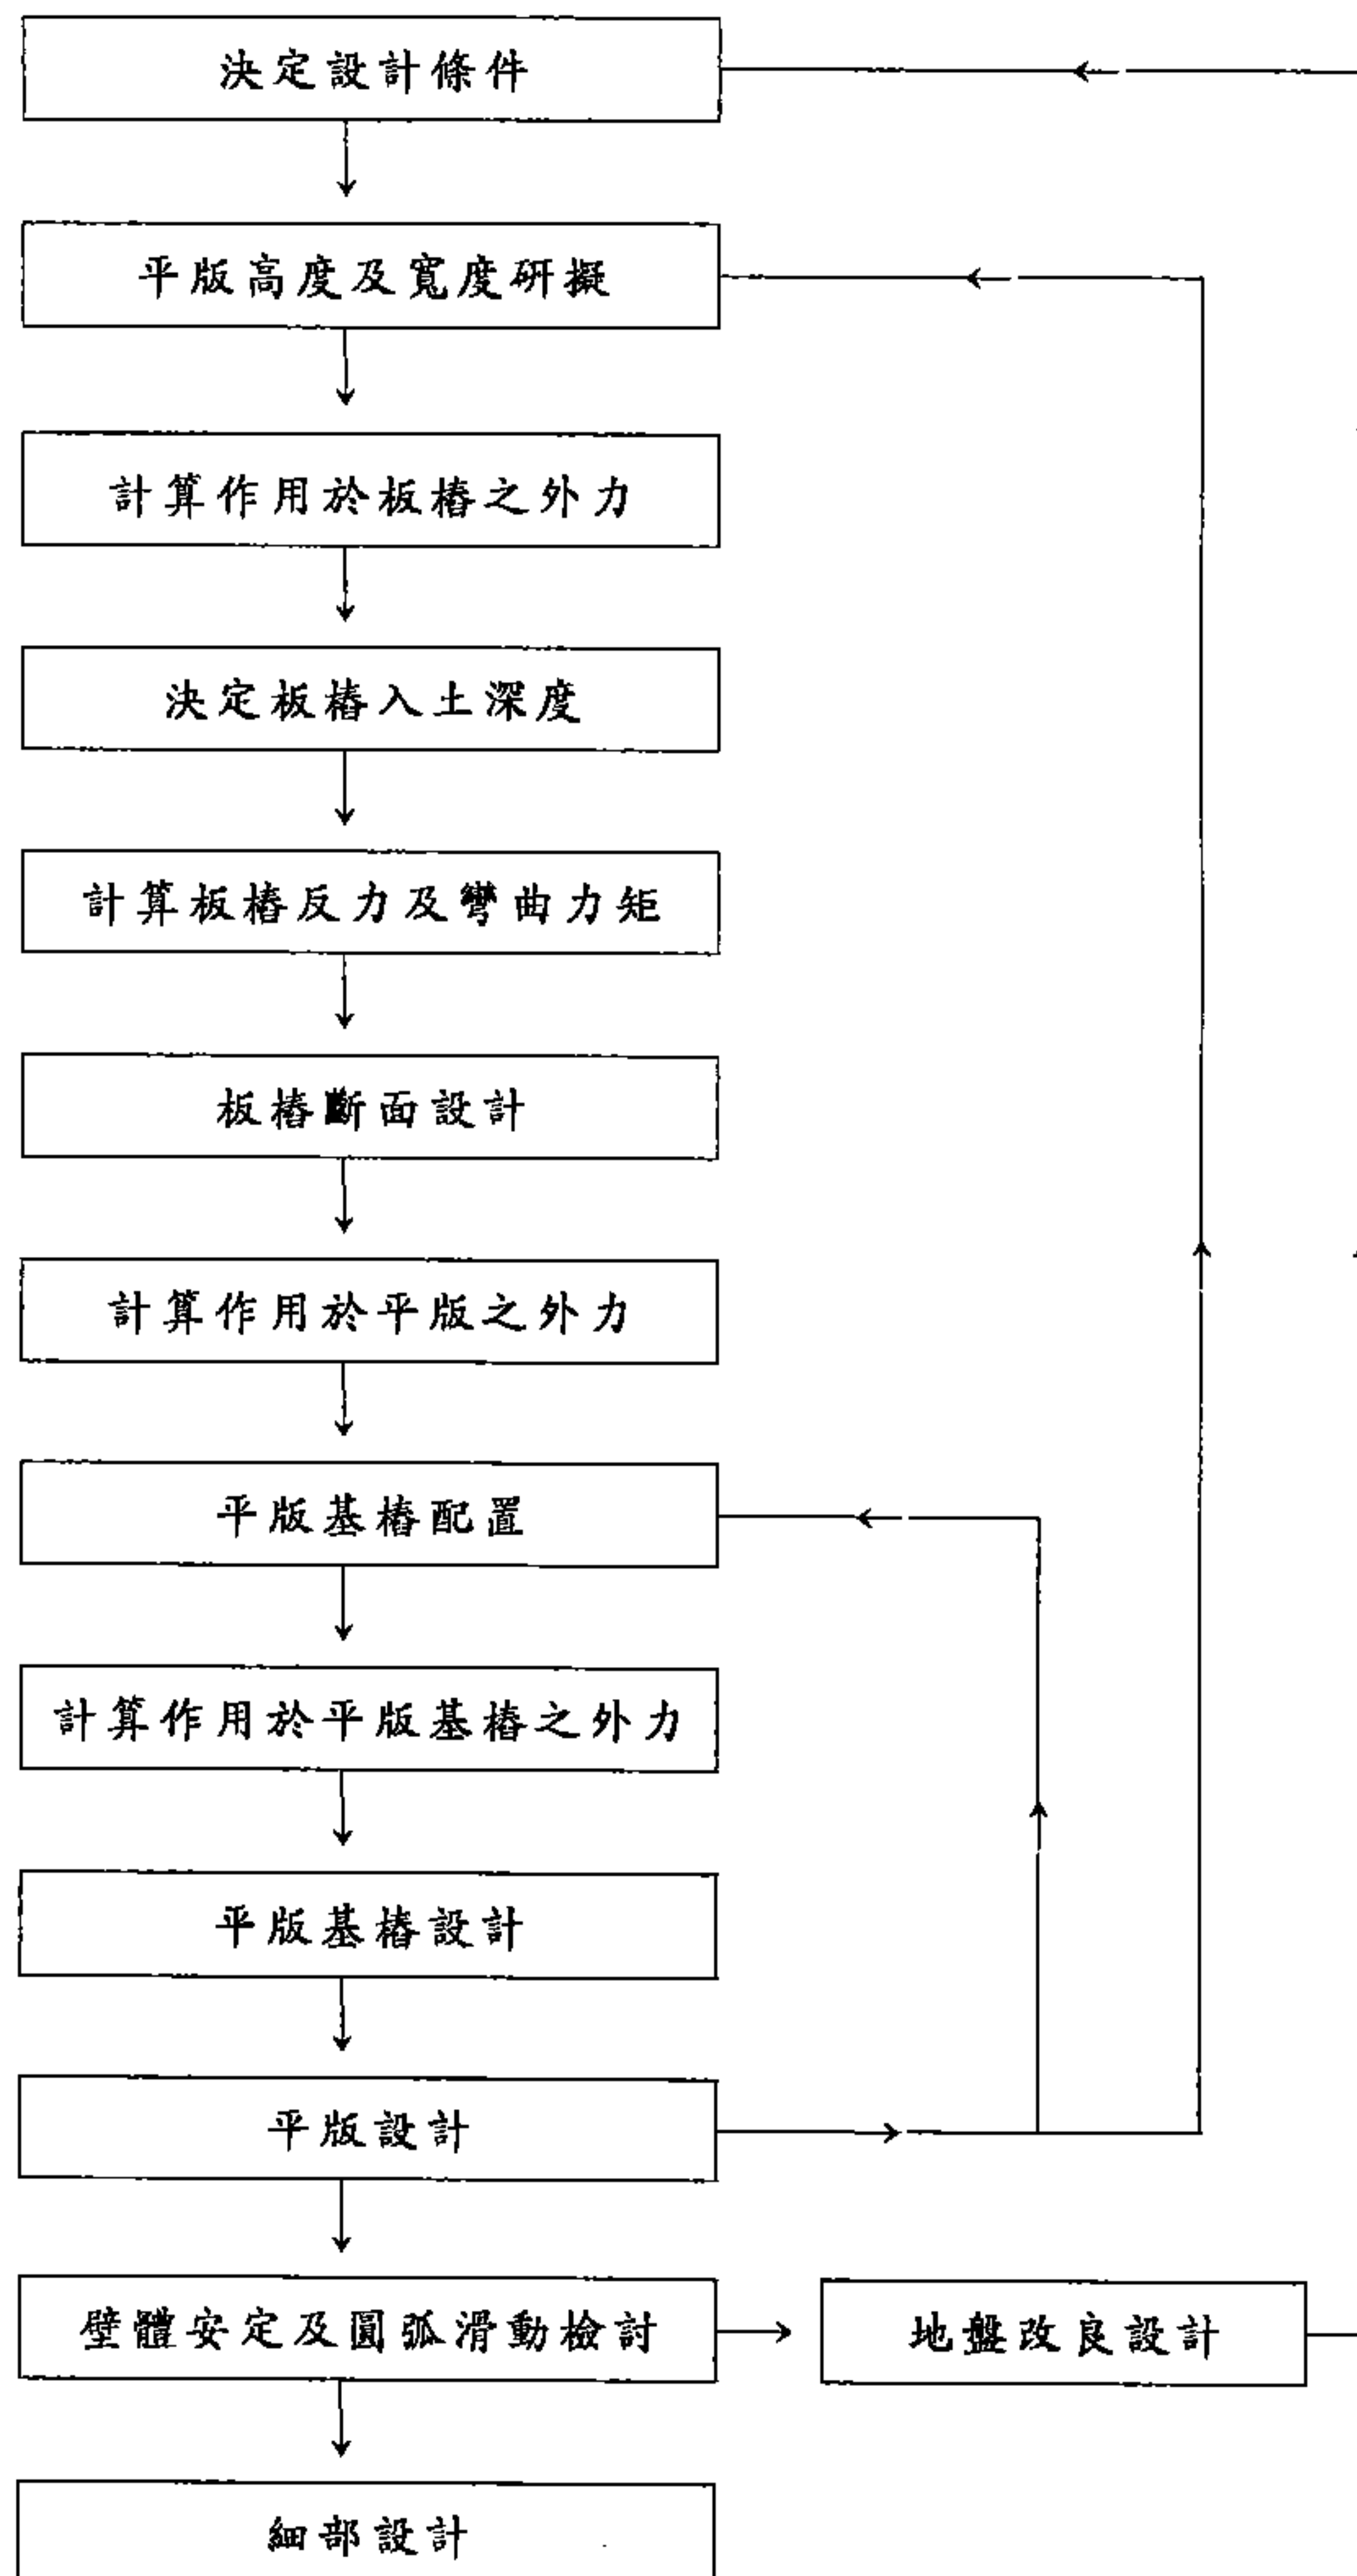 決定設計條件
平版高度及寬度研擬
計算作用於板樁之外力
決定板樁入土深度
計算板樁反力及彎曲力矩
板樁斷面設計
計算作用於平版之外力
平版基樁配置
計算作用於平版基樁之外力
平版基樁設計
平版設計
壁體安定及圓弧滑動檢討
地盤改良設計
細部設計